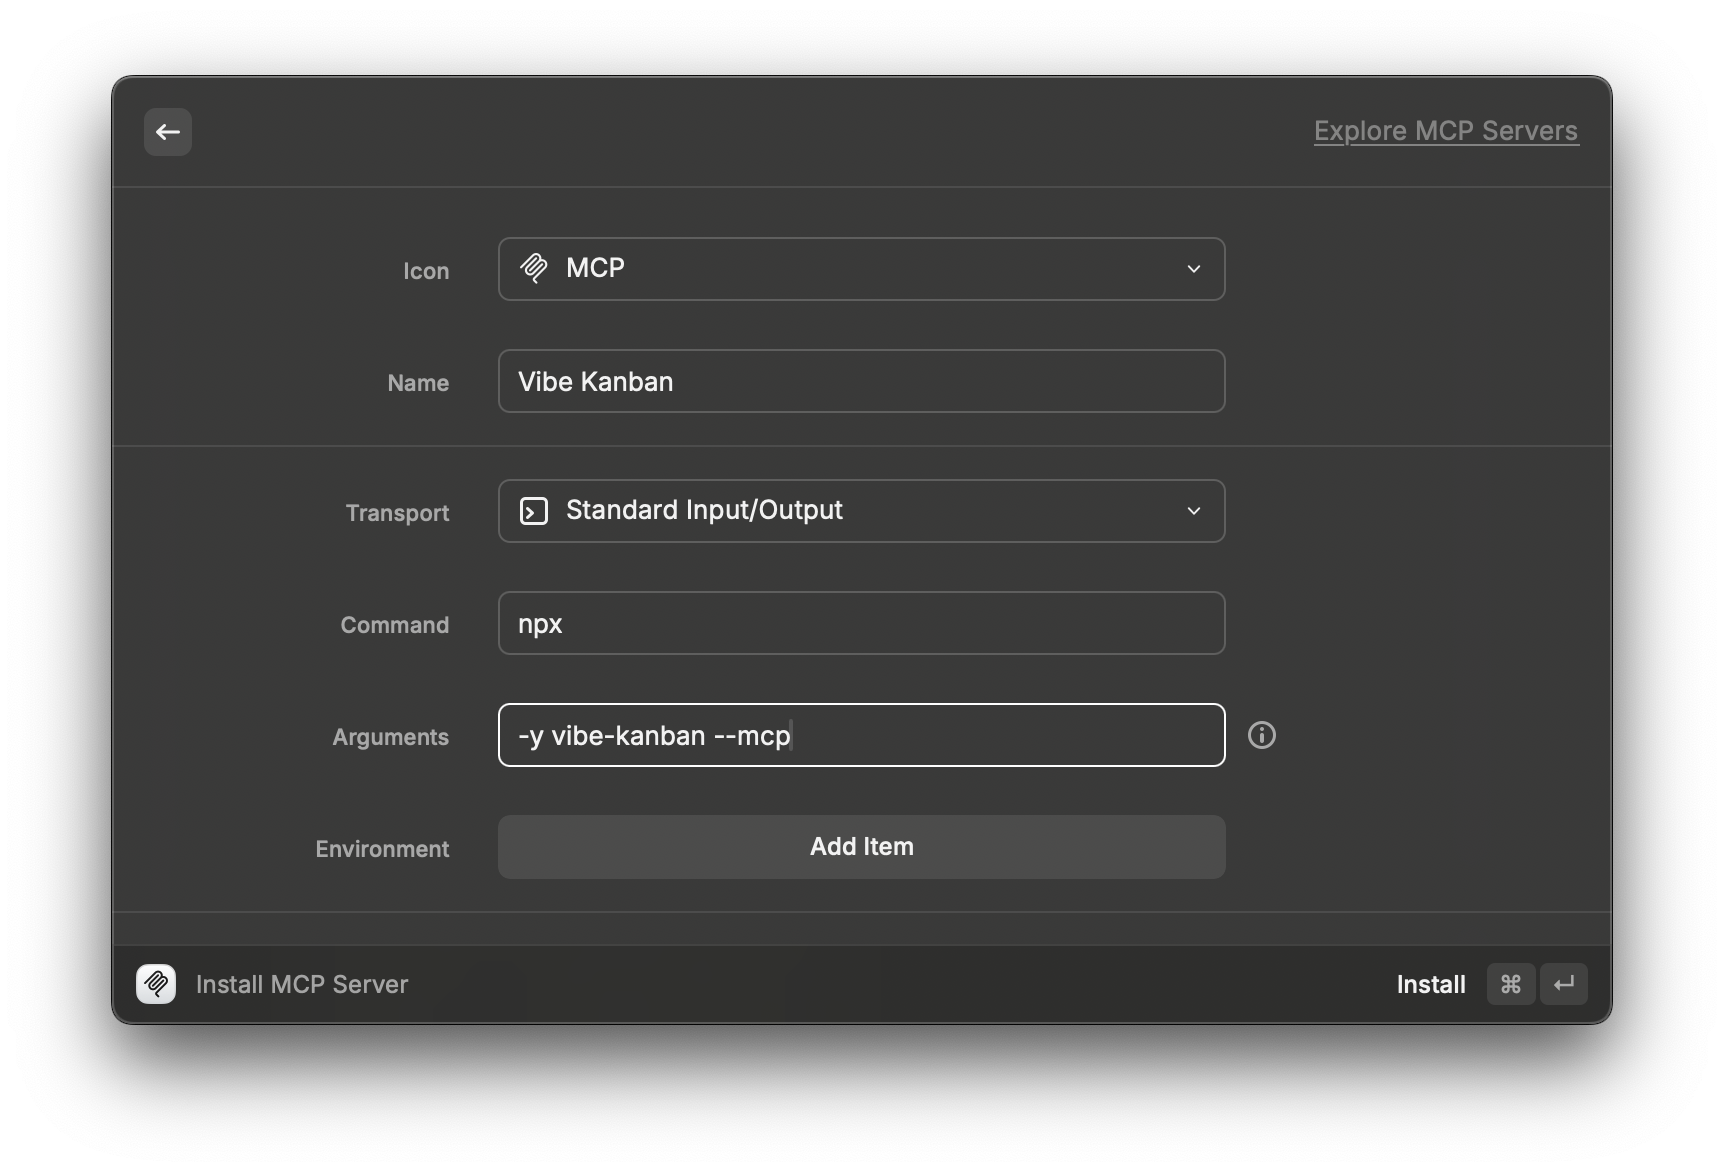 Explore MCP Servers
Icon
MCP
Name
Vibe Kanban
Transport
Standard Input/Output
Command
npx
Arguments
-y vibe-kanban --mcp
Environment
Add Item
Install MCP Server
Install ⌘ ↵